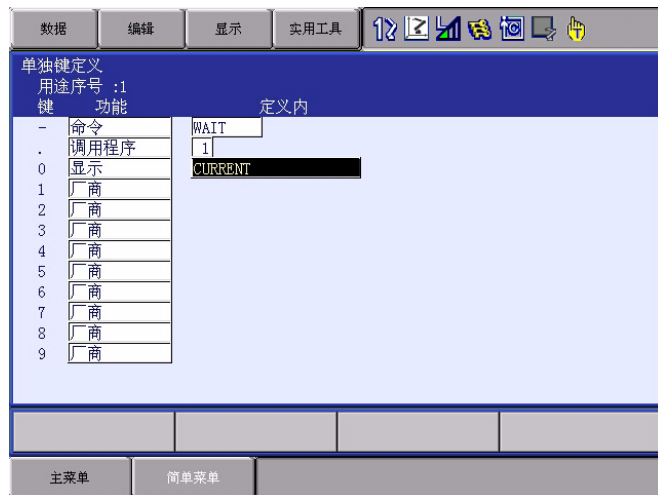 数据 编辑 显示 实用工具
单独键定义
用途序号 :1
键 功能 定义内
- 命令 WAIT
. 调用程序 1
0 显示 CURRENT
1 厂商
2 厂商
3 厂商
4 厂商
5 厂商
6 厂商
7 厂商
8 厂商
9 厂商
主菜单 简单菜单